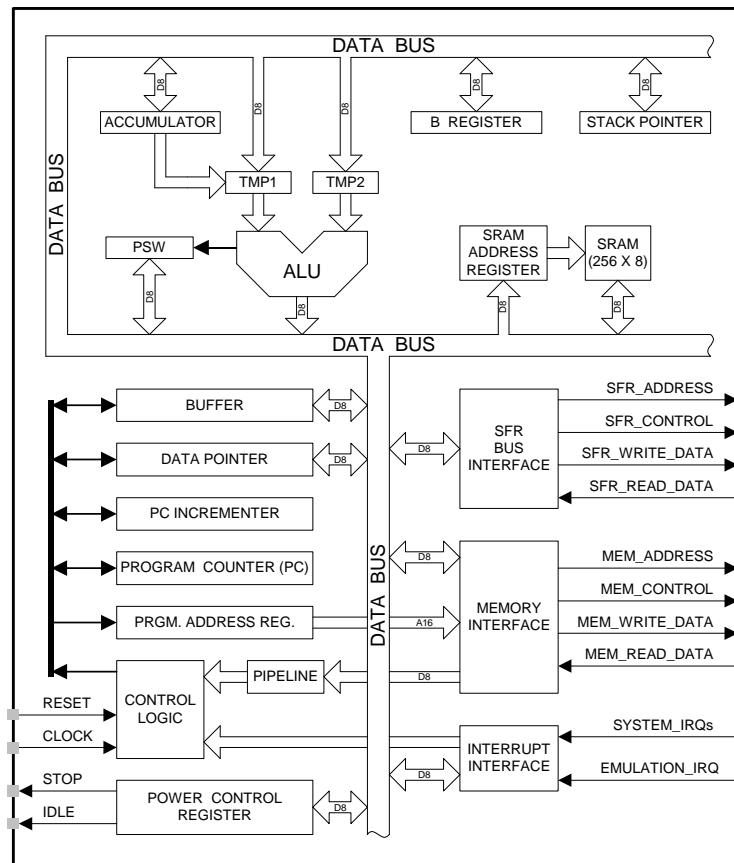 DATA BUS
D8
D8
D8
D8
D8
ACCUMULATOR
B REGISTER
STACK POINTER
DATA BUS
TMP1
TMP2
PSW
ALU
SRAM
ADDRESS
REGISTER
SRAM
(256 X 8)
D8
D8
D8
D8
DATA BUS
BUFFER
D8
DATA POINTER
D8
PC INCREMENTER
PROGRAM COUNTER (PC)
PRGM. ADDRESS REG.
A16
DATA BUS
SFR
BUS
INTERFACE
D8
SFR_ADDRESS
SFR_CONTROL
SFR_WRITE_DATA
SFR_READ_DATA
D8
MEMORY
INTERFACE
MEM_ADDRESS
MEM_CONTROL
MEM_WRITE_DATA
MEM_READ_DATA
CONTROL
LOGIC
PIPELINE
D8
RESET
CLOCK
INTERRUPT
INTERFACE
D8
SYSTEM_IRQs
EMULATION_IRQ
STOP
IDLE
POWER CONTROL
REGISTER
D8